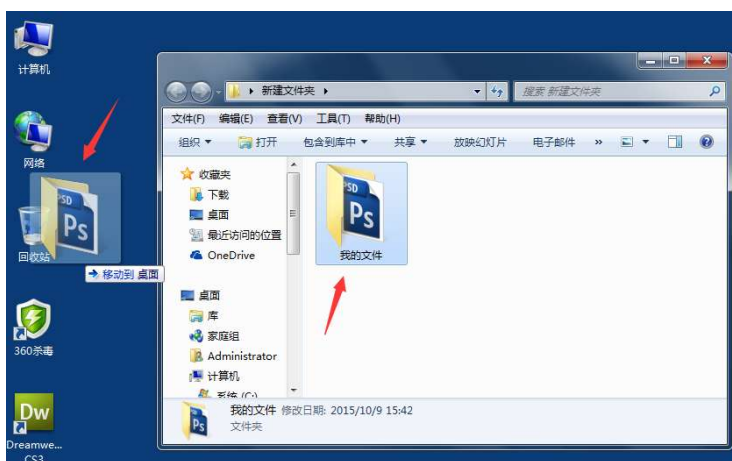 计算机
网络
回收站
移动到 桌面
360杀毒
Dw
Dreamwe...
CS3
新建文件夹
搜索 新建文件夹
文件(F) 编辑(E) 查看(V) 工具(T) 帮助(H)
组织 打开 包含到库中 共享 放映幻灯片 电子邮件 »
收藏夹
下载
桌面
最近访问的位置
OneDrive
桌面
库
家庭组
Administrator
计算机
系统 (C:)
PSD
Ps
我的文件
PSD
Ps
我的文件 修改日期: 2015/10/9 15:42
文件夹
Ps